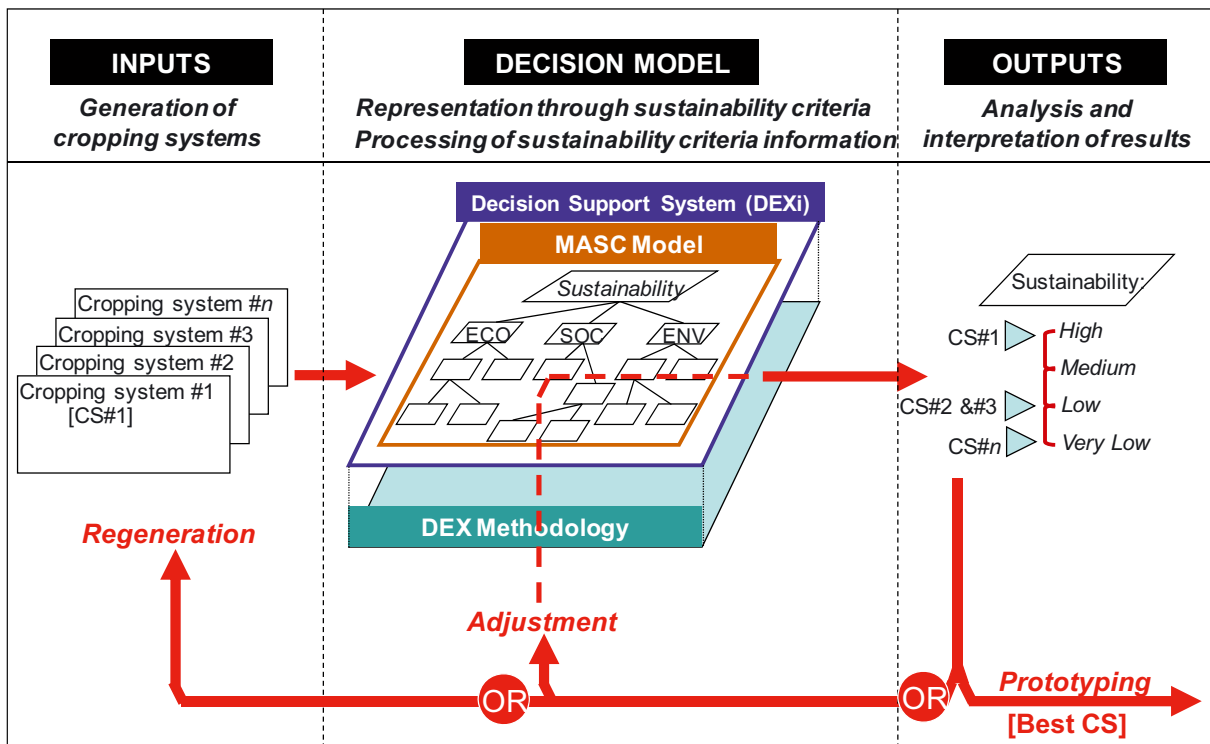 INPUTS
Generation of
cropping systems
DECISION MODEL
Representation through sustainability criteria
Processing of sustainability criteria information
OUTPUTS
Analysis and
interpretation of results
Cropping system #n
Cropping system #3
Cropping system #2
Cropping system #1
[CS#1]
Decision Support System (DEXi)
MASC Model
Sustainability
ECO
SOC
ENV
DEX Methodology
Sustainability:
CS#1
High
Medium
CS#2 &#3
Low
CS#n
Very Low
Regeneration
Adjustment
OR
OR
Prototyping
[Best CS]